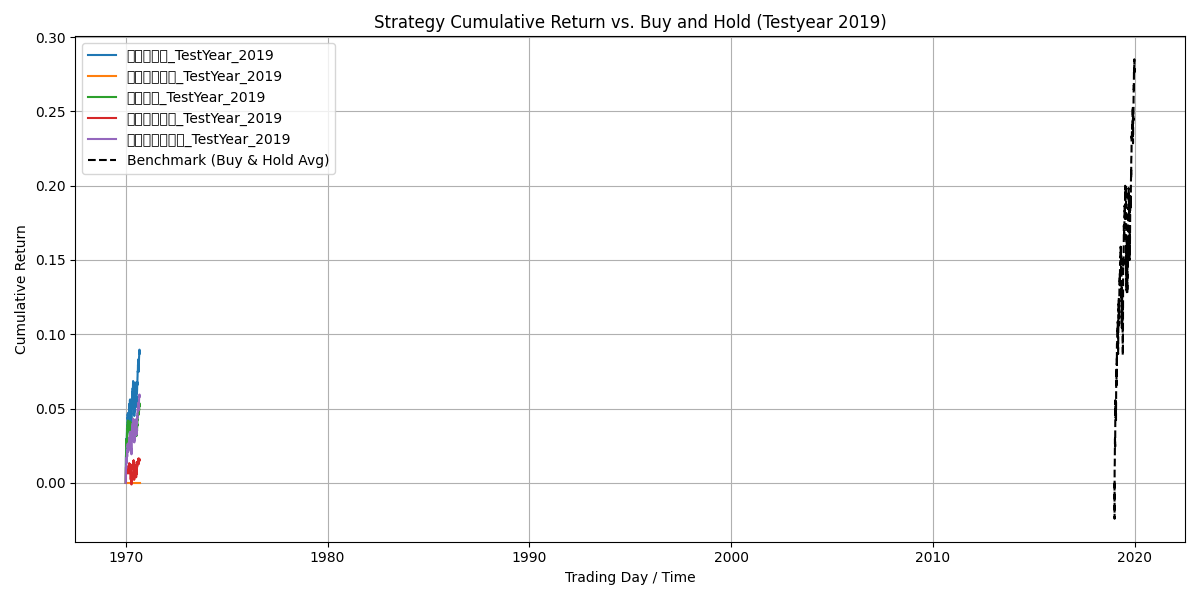 Strategy Cumulative Return vs. Buy and Hold (Testyear 2019)
_TestYear_2019
_TestYear_2019
_TestYear_2019
_TestYear_2019
_TestYear_2019
Benchmark (Buy & Hold Avg)
0.30
0.25
0.20
0.15
0.10
0.05
0.00
Cumulative Return
1970 1980 1990 2000 2010 2020
Trading Day / Time